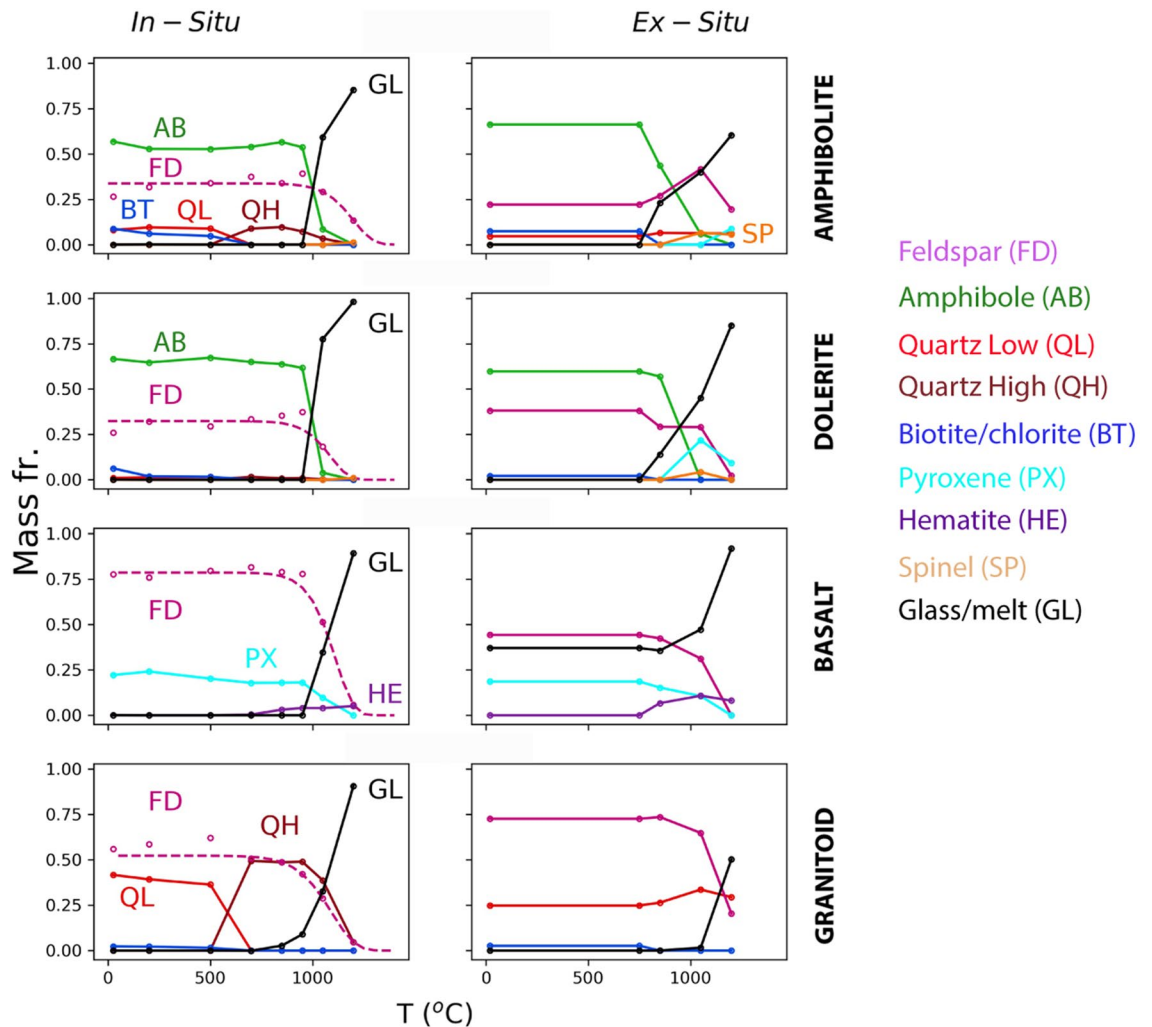 In – Situ
Ex – Situ
Mass fr.
1.00
0.75
0.50
0.25
0.00
AB
FD
BT
QL
QH
GL
SP
AMPHIBOLITE
1.00
0.75
0.50
0.25
0.00
AB
FD
GL
DOLERITE
1.00
0.75
0.50
0.25
0.00
FD
PX
GL
HE
BASALT
1.00
0.75
0.50
0.25
0.00
FD
QL
QH
GL
GRANITOID
0
500
1000
0
500
1000
T (°C)
Feldspar (FD)
Amphibole (AB)
Quartz Low (QL)
Quartz High (QH)
Biotite/chlorite (BT)
Pyroxene (PX)
Hematite (HE)
Spinel (SP)
Glass/melt (GL)